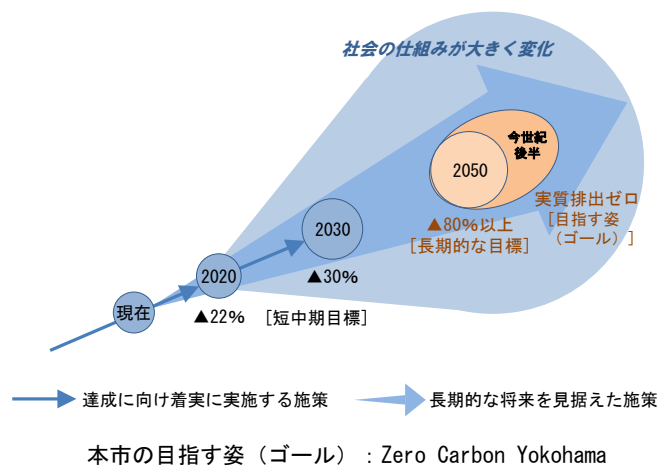 社会の仕組みが大きく変化
今世紀
後半
2050
実質排出ゼロ
[目指す姿
(ゴール)]
▲80%以上
[長期的な目標]
2030
▲30%
2020
▲22% [短中期目標]
現在
達成に向け着実に実施する施策
長期的な将来を見据えた施策
本市の目指す姿（ゴール）：Zero Carbon Yokohama